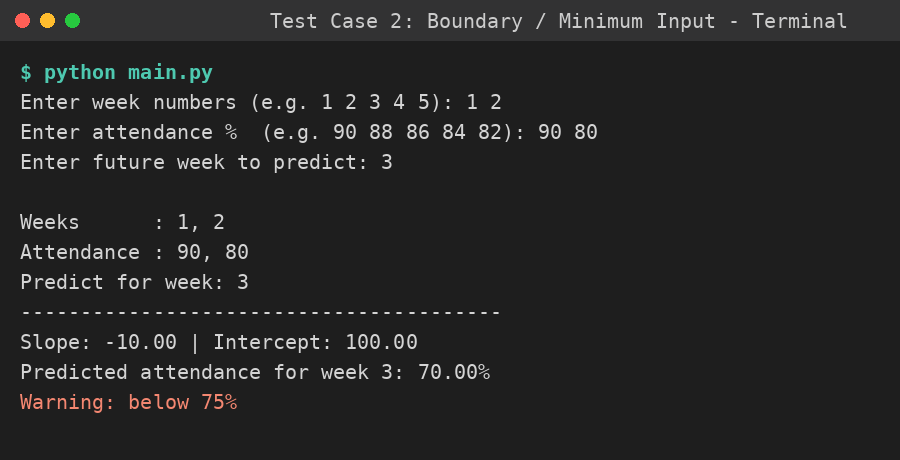 Test Case 2: Boundary / Minimum Input - Terminal
$ python main.py
Enter week numbers (e.g. 1 2 3 4 5): 1 2
Enter attendance %  (e.g. 90 88 86 84 82): 90 80
Enter future week to predict: 3
Weeks      : 1, 2
Attendance : 90, 80
Predict for week: 3
----------------------------------------
Slope: -10.00 | Intercept: 100.00
Predicted attendance for week 3: 70.00%
Warning: below 75%